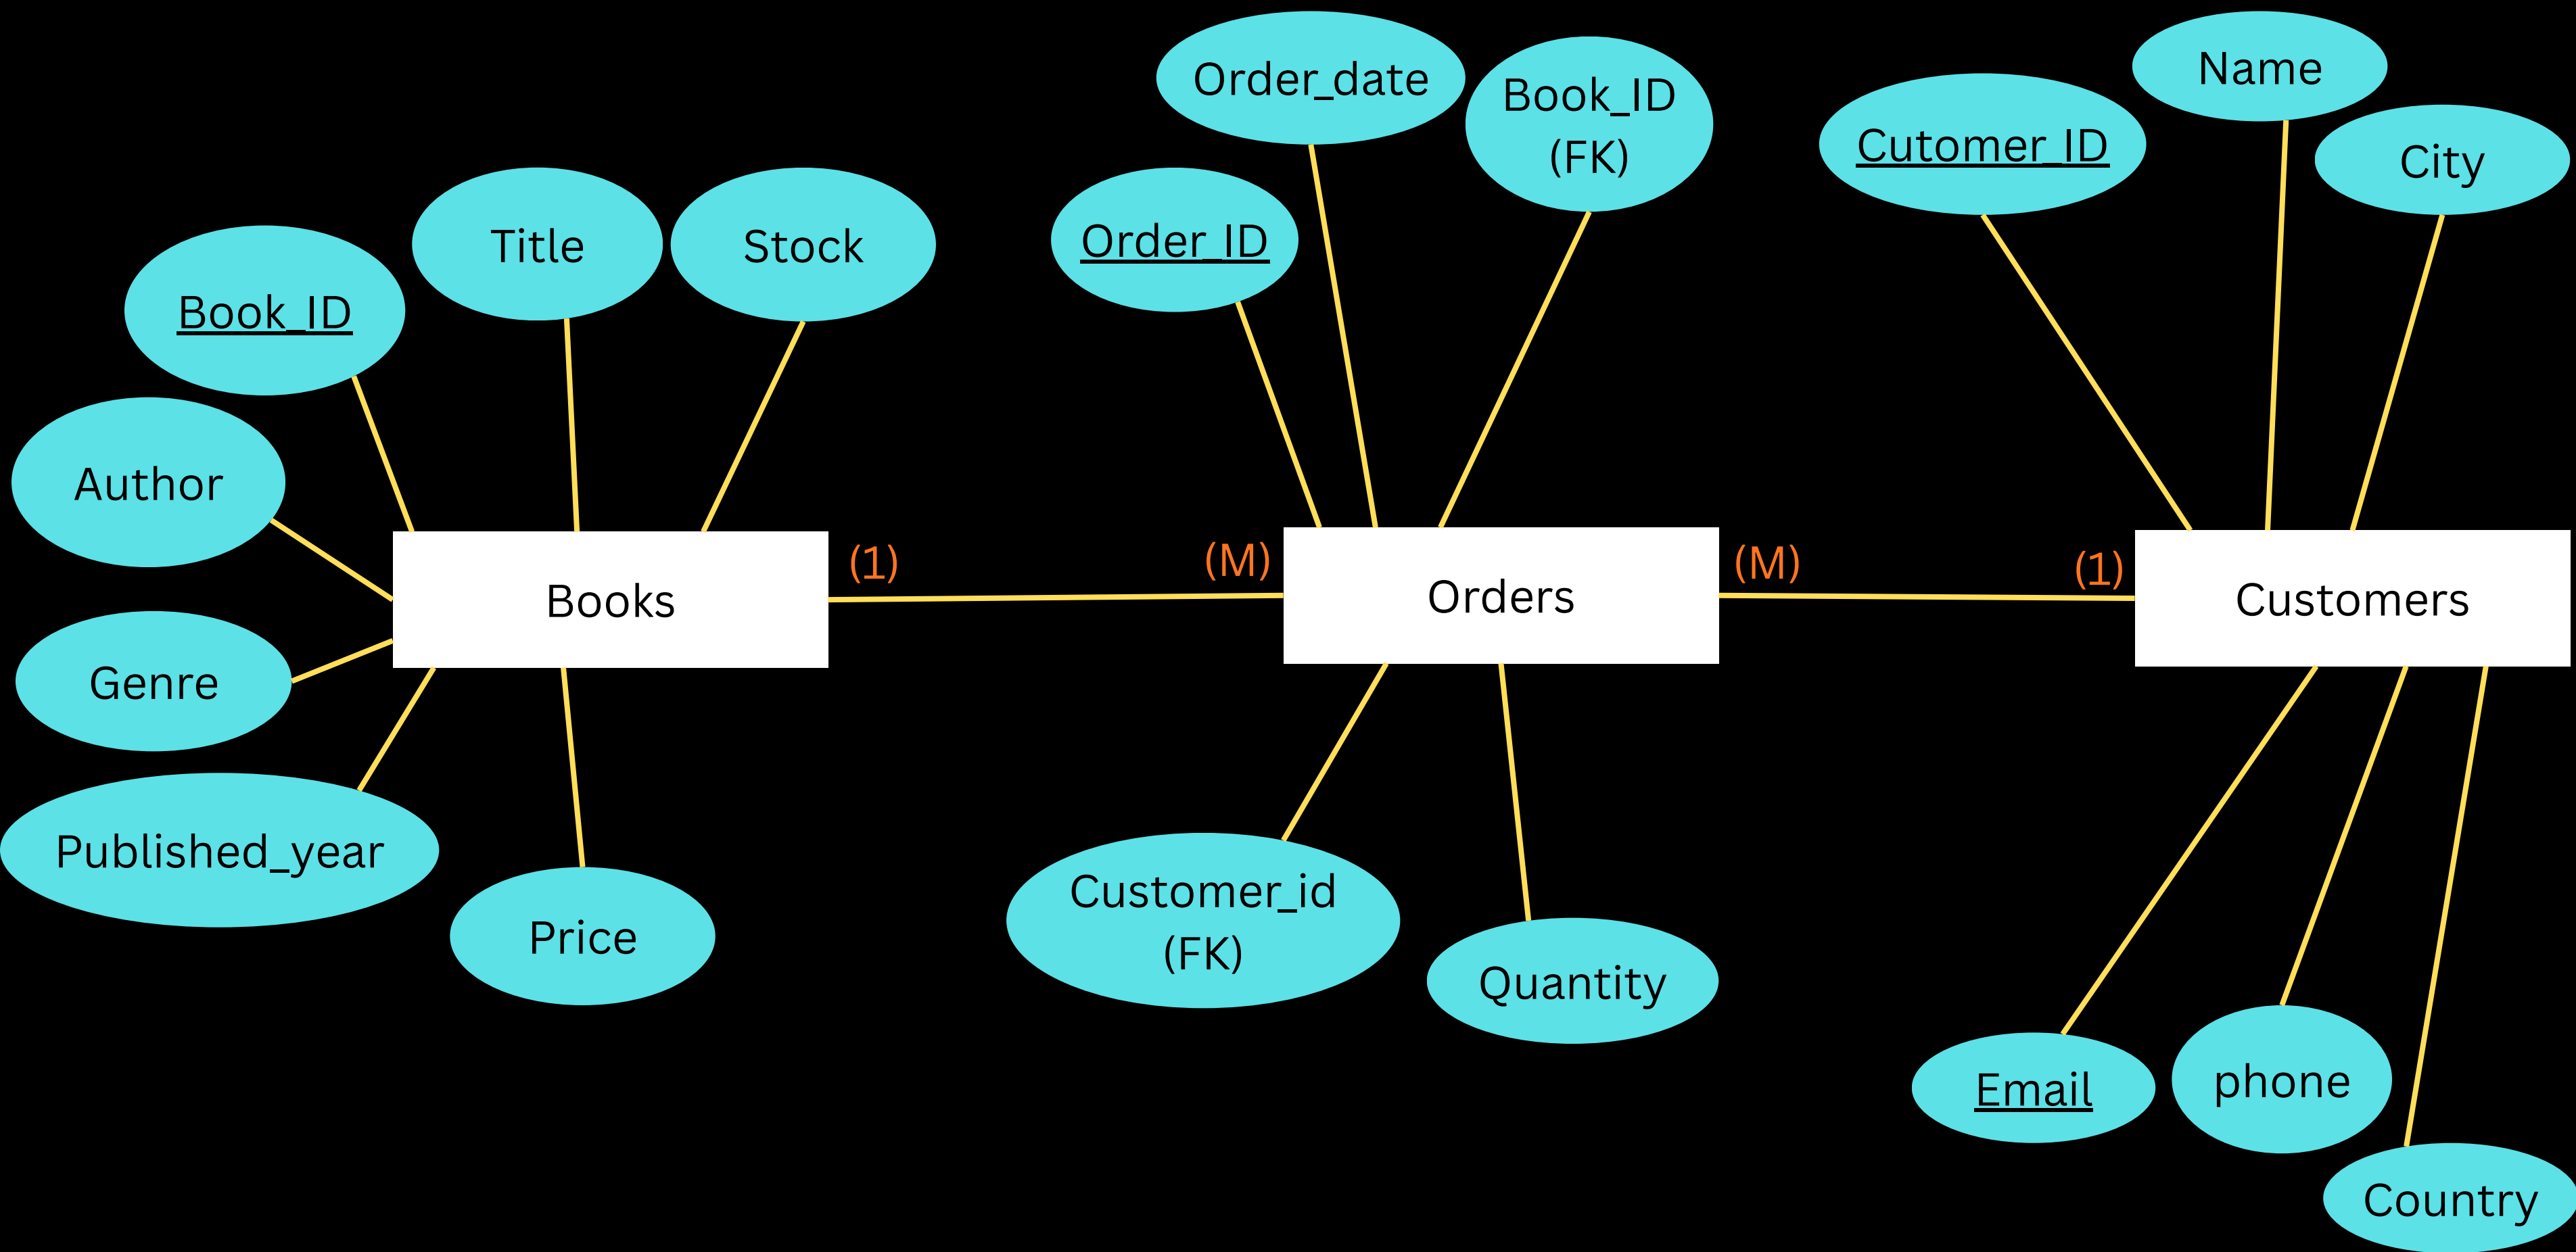 Order_date
Book_ID
(FK)
Name
Cutomer_ID
City
Title
Stock
Order_ID
Book_ID
Author
(1)
(M)
(M)
(1)
Books
Orders
Customers
Genre
Published_year
Price
Customer_id
(FK)
Quantity
Email
phone
Country